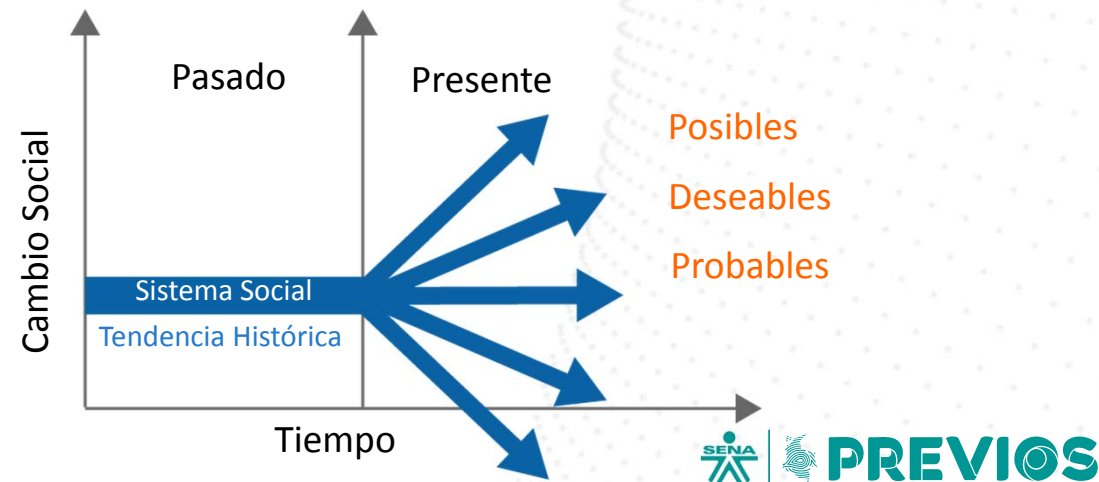 Pasado
Presente
Posibles
Deseables
Probables
Cambio Social
Sistema Social
Tendencia Histórica
Tiempo
SENA
PREVIOS